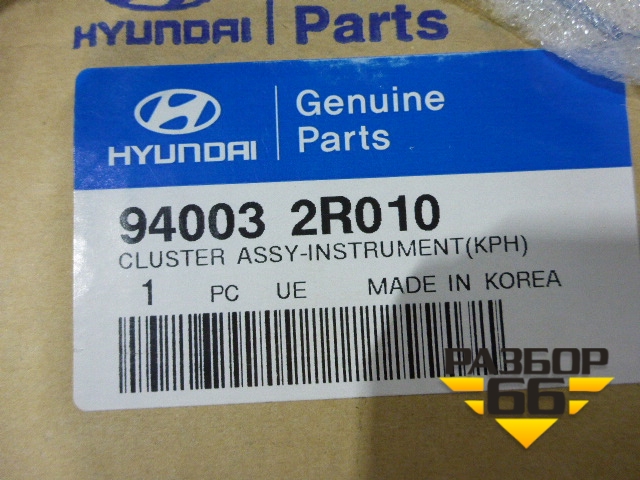 HYUNDAI Parts
HYUNDAI
Genuine
Parts
94003 2R010
CLUSTER ASSY-INSTRUMENT(KPH)
1 PC UE MADE IN KOREA
РАЗБОР
66